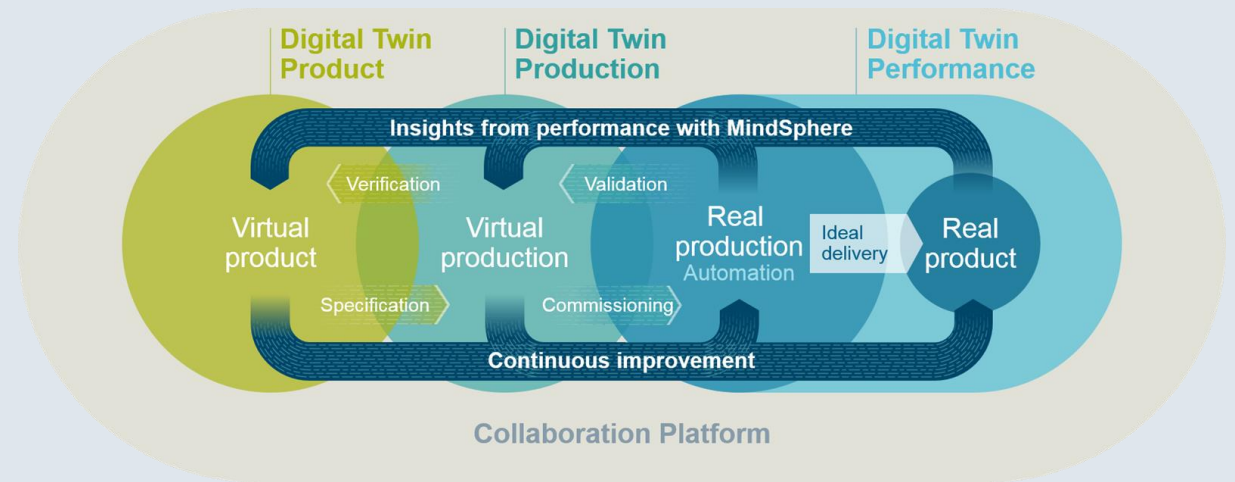 Digital Twin
Product
Digital Twin
Production
Digital Twin
Performance
Insights from performance with MindSphere
Verification
Validation
Virtual
product
Virtual
production
Real
production
Automation
Ideal
delivery
Real
product
Specification
Commissioning
Continuous improvement
Collaboration Platform